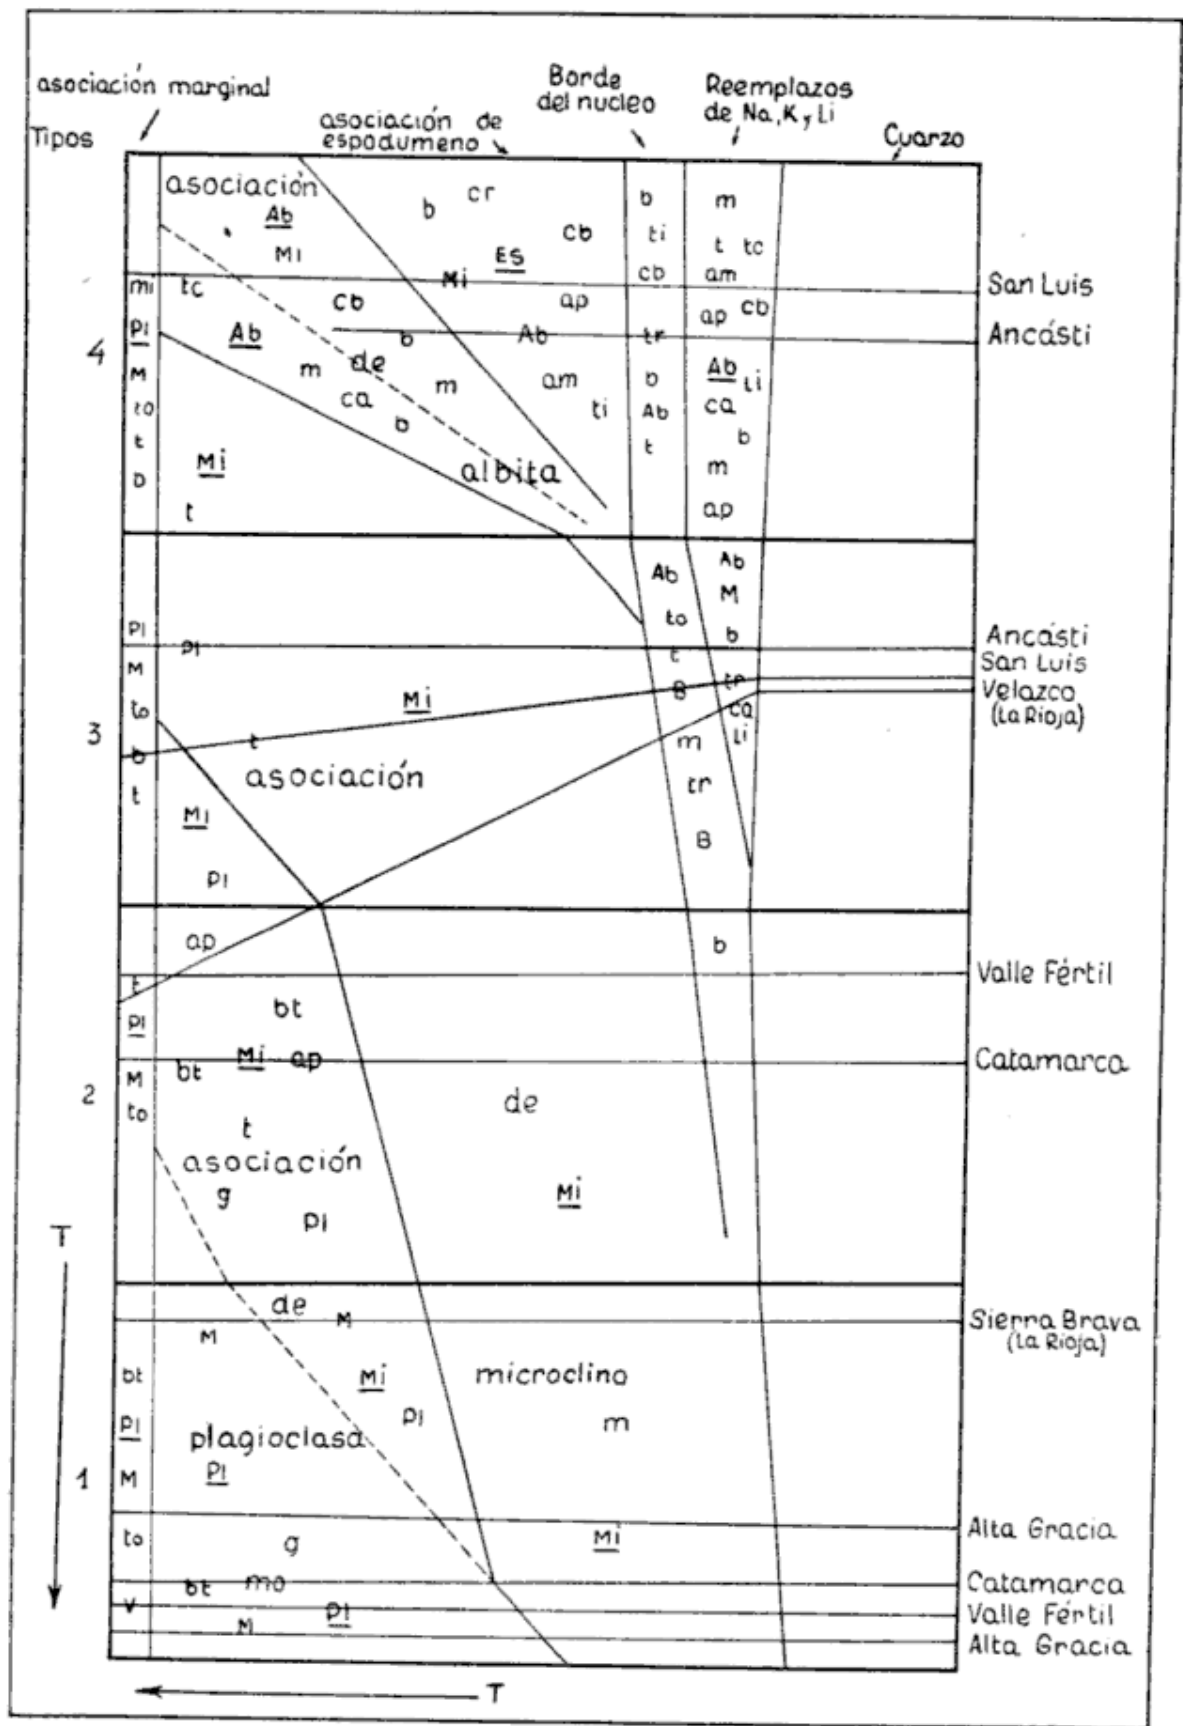 asociación marginal
Tipos
asociación de
espodumeno
Borde
del nucleo
Reemplazos
de Na, K y Li
Cuarzo
asociación
Ab
Mi
b
cr
cb
Es
Mi
b
ti
cb
m
t tc
am
San Luis
mi
tc
cb
ap
ap
cb
Pl
4
Ab
b
Ab
tr
Ancásti
M
m
de
m
am
b
Ab
Li
to
ca
b
ti
Ab
ca
t
Mi
albita
t
b
m
b
t
ap
Ab
Ab
M
to
b
Pl
Pl
Ancásti
t
San Luis
M
Mi
B
tr
Velazco
(La Rioja)
to
ca
3
b
t
m
Li
t
asociación
tr
Mi
B
Pl
ap
b
Valle Fértil
t
bt
Pl
Mi
ap
Catamarca
M
bt
2
to
de
t
asociación
g
Mi
Pl
T
de
M
Sierra Brava
(La Rioja)
M
bt
Mi
microclino
Pl
Pl
m
plagioclasa
1
M
Pl
Alta Gracia
to
g
Mi
bt
mo
Catamarca
V
Pl
Valle Fértil
M
Alta Gracia
T